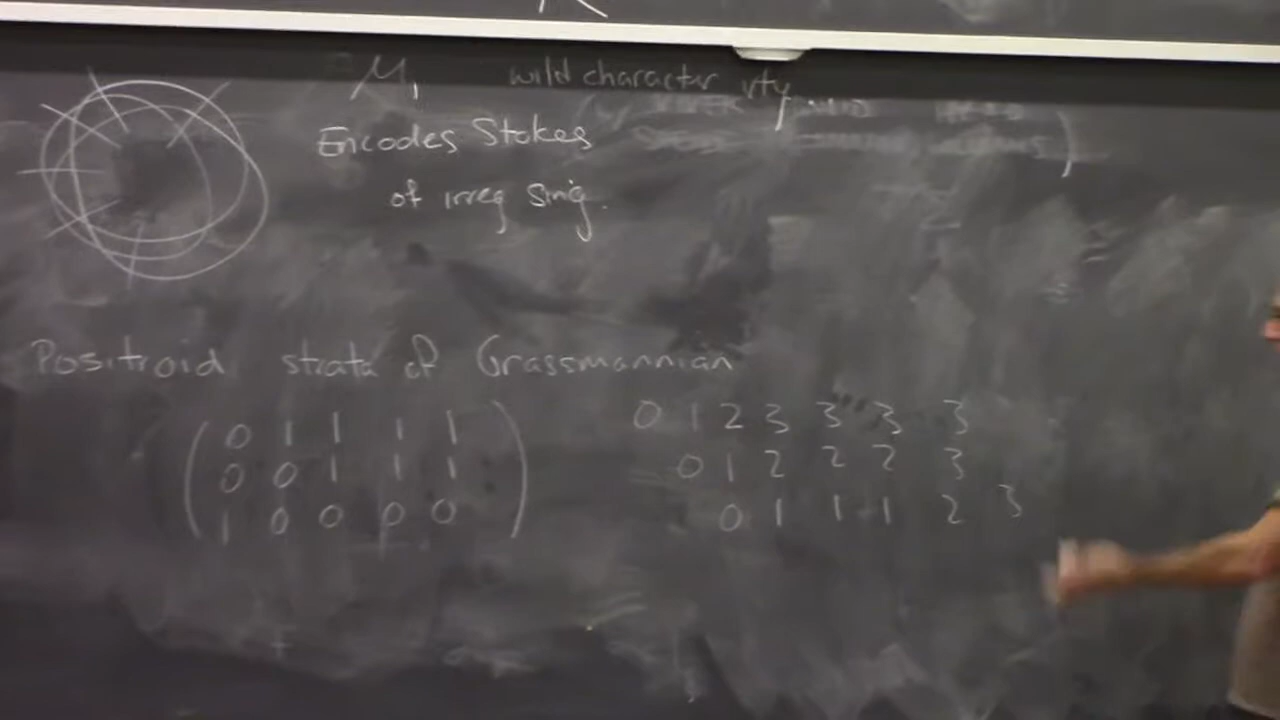 M₁ wild character vty
Encodes Stokes
of irreg sing.
Positroid strata of Grassmannian
0 1 1 1 1
0 0 1 1 1
1 0 0 0 0
0 1 2 3 3 3 3
0 1 2 2 2 3
0 1 1 1 2 3